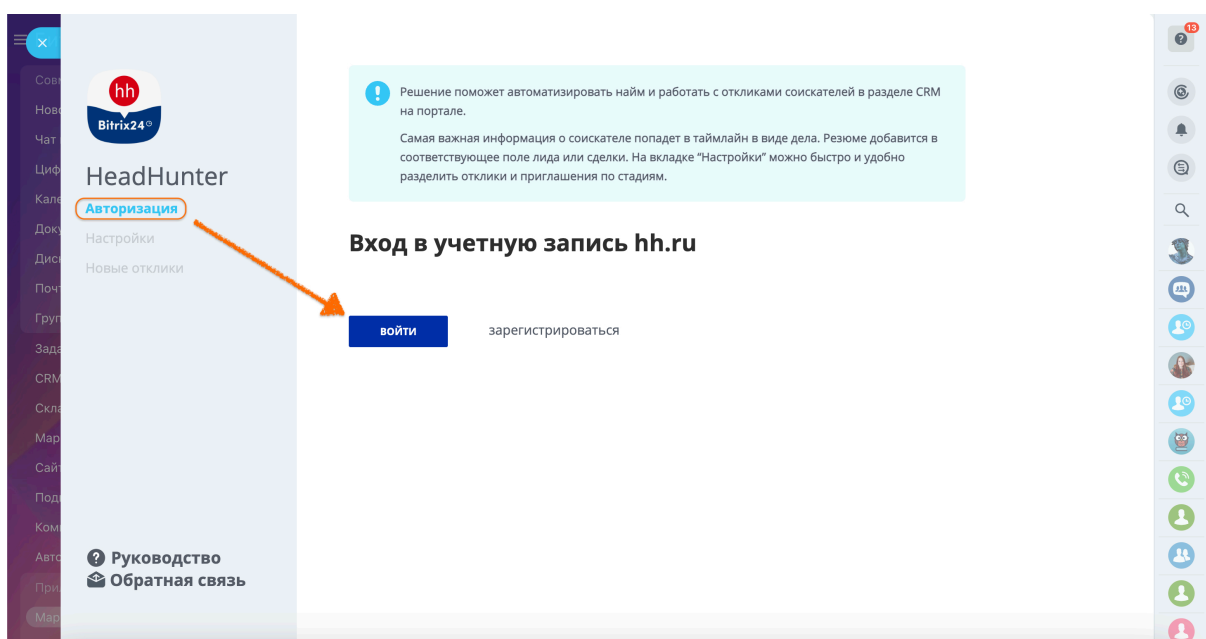 13
hh
Bitrix24
HeadHunter
Авторизация
Настройки
Новые отклики
Решение поможет автоматизировать найм и работать с откликами соискателей в разделе CRM
на портале.
Самая важная информация о соискателе попадет в таймлайн в виде дела. Резюме добавится в
соответствующее поле лида или сделки. На вкладке “Настройки” можно быстро и удобно
разделить отклики и приглашения по стадиям.
Вход в учетную запись hh.ru
ВОЙТИ
зарегистрироваться
Руководство
Обратная связь
Чат
CRM